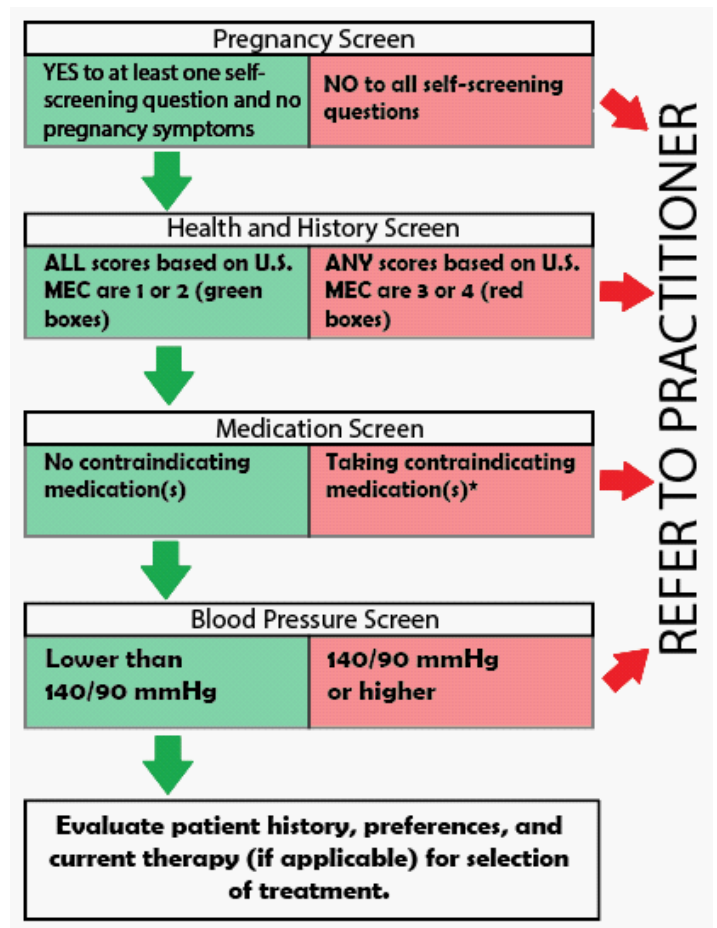 Pregnancy Screen
YES to at least one self-
screening question and no
pregnancy symptoms
NO to all self-screening
questions
Health and History Screen
ALL scores based on U.S.
MEC are 1 or 2 (green
boxes)
ANY scores based on U.S.
MEC are 3 or 4 (red
boxes)
Medication Screen
No contraindicating
medication(s)
Taking contraindicating
medication(s)*
Blood Pressure Screen
Lower than
140/90 mmHg
140/90 mmHg
or higher
Evaluate patient history, preferences, and
current therapy (if applicable) for selection
of treatment.
REFER TO PRACTITIONER